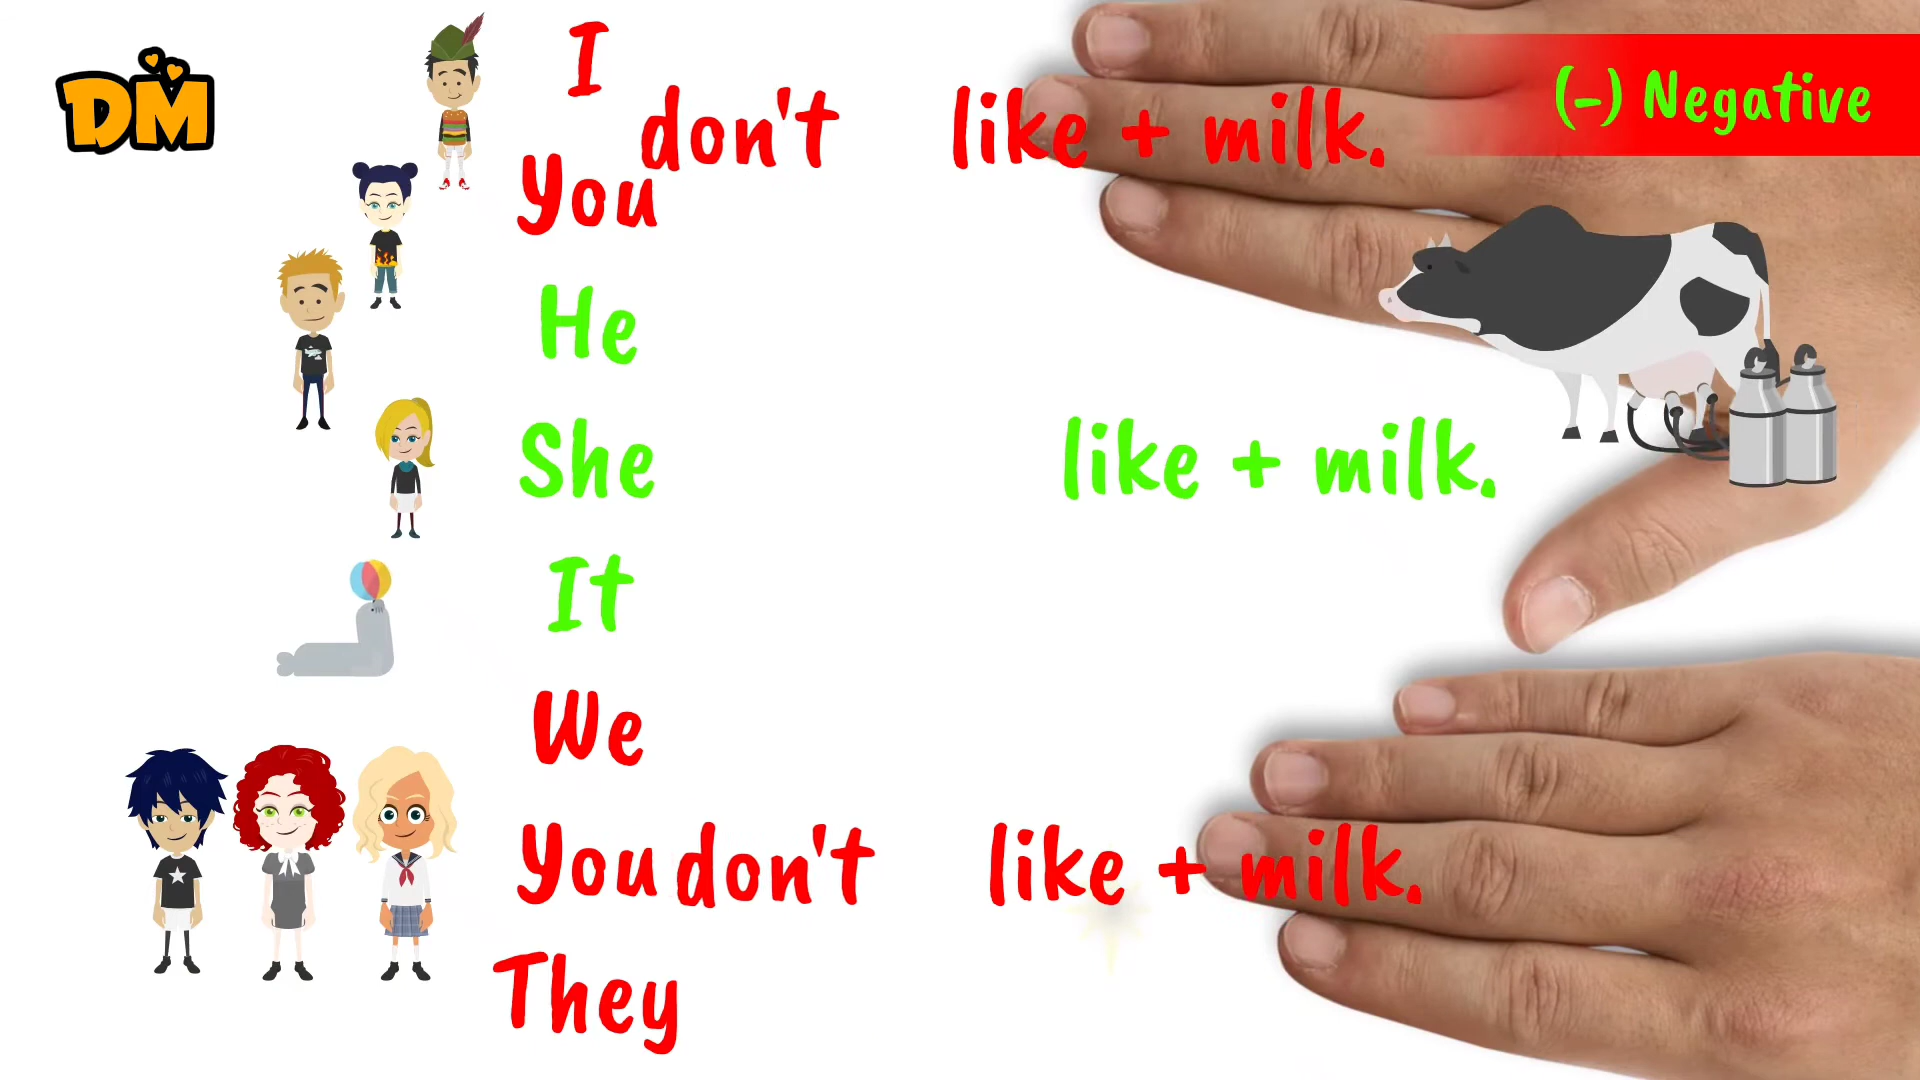 DM
I
don't like + milk.
(-) Negative
You
He
She
like + milk.
It
We
You don't like + milk.
They